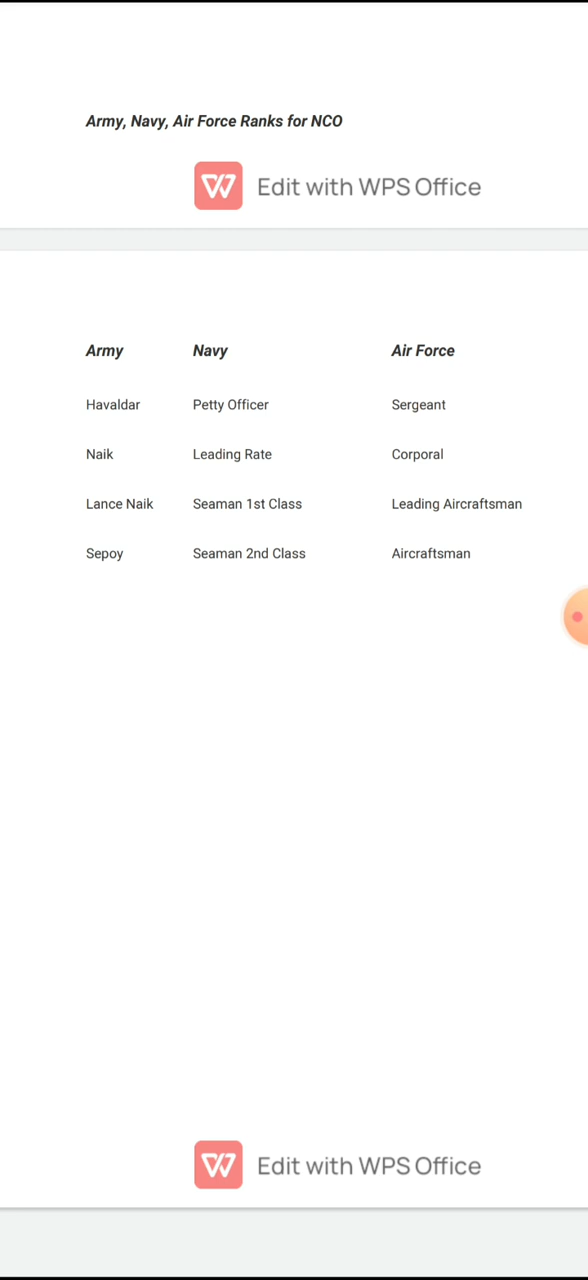 Army, Navy, Air Force Ranks for NCO
Edit with WPS Office
Army Navy Air Force
Havaldar Petty Officer Sergeant
Naik Leading Rate Corporal
Lance Naik Seaman 1st Class Leading Aircraftsman
Sepoy Seaman 2nd Class Aircraftsman
Edit with WPS Office